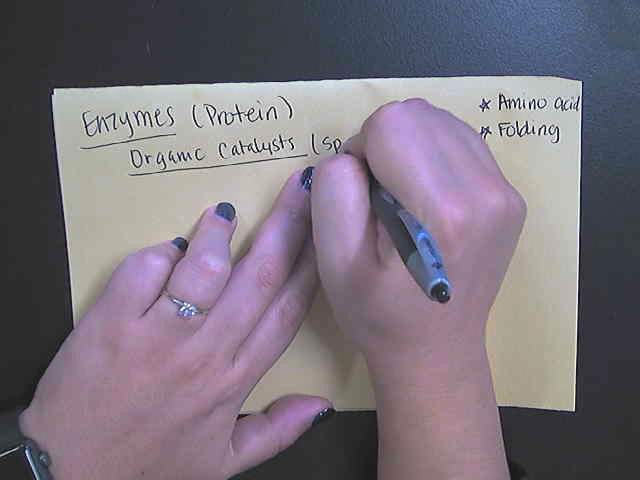 Enzymes (Protein)
Organic Catalysts (sp
☆ Amino acid
☆ Folding